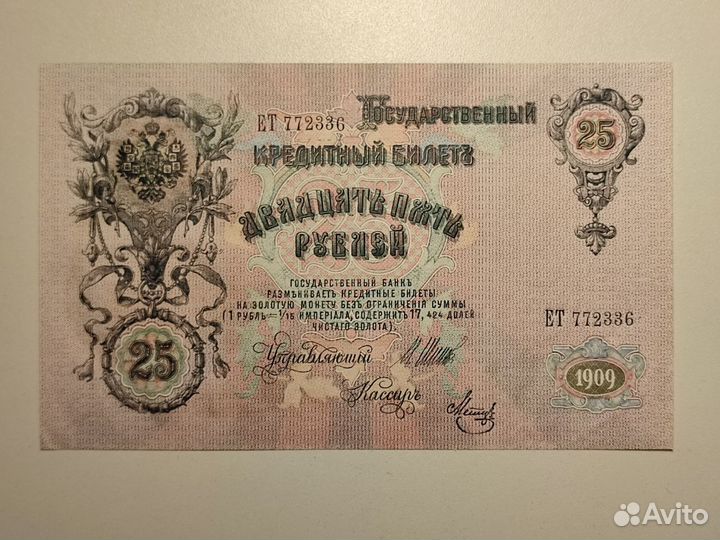 ЕТ 772336
Государственный
25
Кредитный Билетъ
Двадцать пять
рублей
Государственный Банкъ
размѣниваетъ кредитные билеты
на золотую монету безъ ограниченія суммы
(1 рубль = 1/15 имперіала, содержитъ 17,424 долей
чистаго золота).
ЕТ 772336
25
Управляющій
1909
Кассиръ
Avito